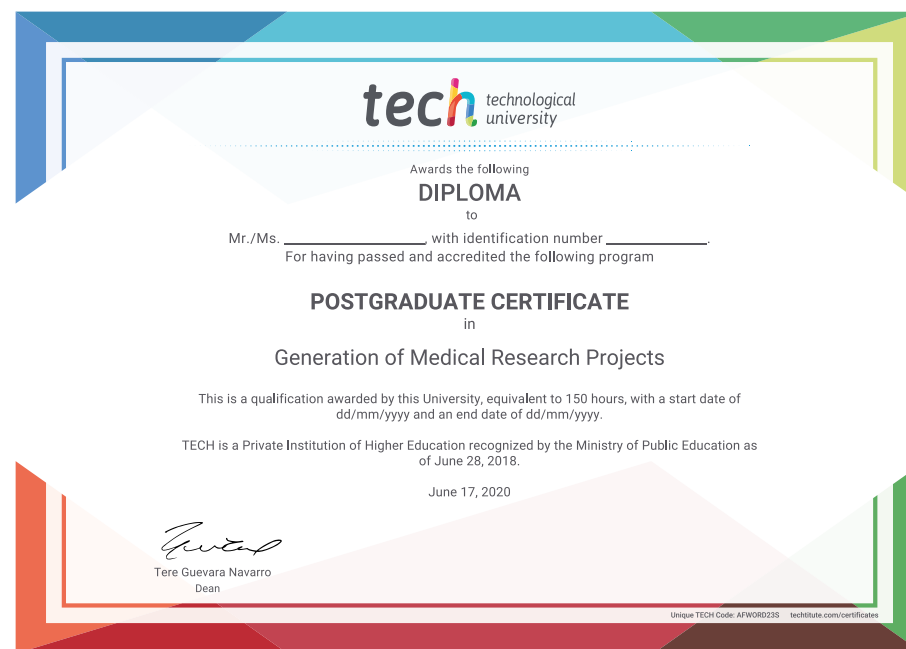 tech technological
university
Awards the following
DIPLOMA
to
Mr./Ms. ____________________, with identification number ______________.
For having passed and accredited the following program
POSTGRADUATE CERTIFICATE
in
Generation of Medical Research Projects
This is a qualification awarded by this University, equivalent to 150 hours, with a start date of
dd/mm/yyyy and an end date of dd/mm/yyyy.
TECH is a Private Institution of Higher Education recognized by the Ministry of Public Education as
of June 28, 2018.
June 17, 2020
Tere Guevara Navarro
Dean
Unique TECH Code: AFWORD23S techtitute.com/certificates